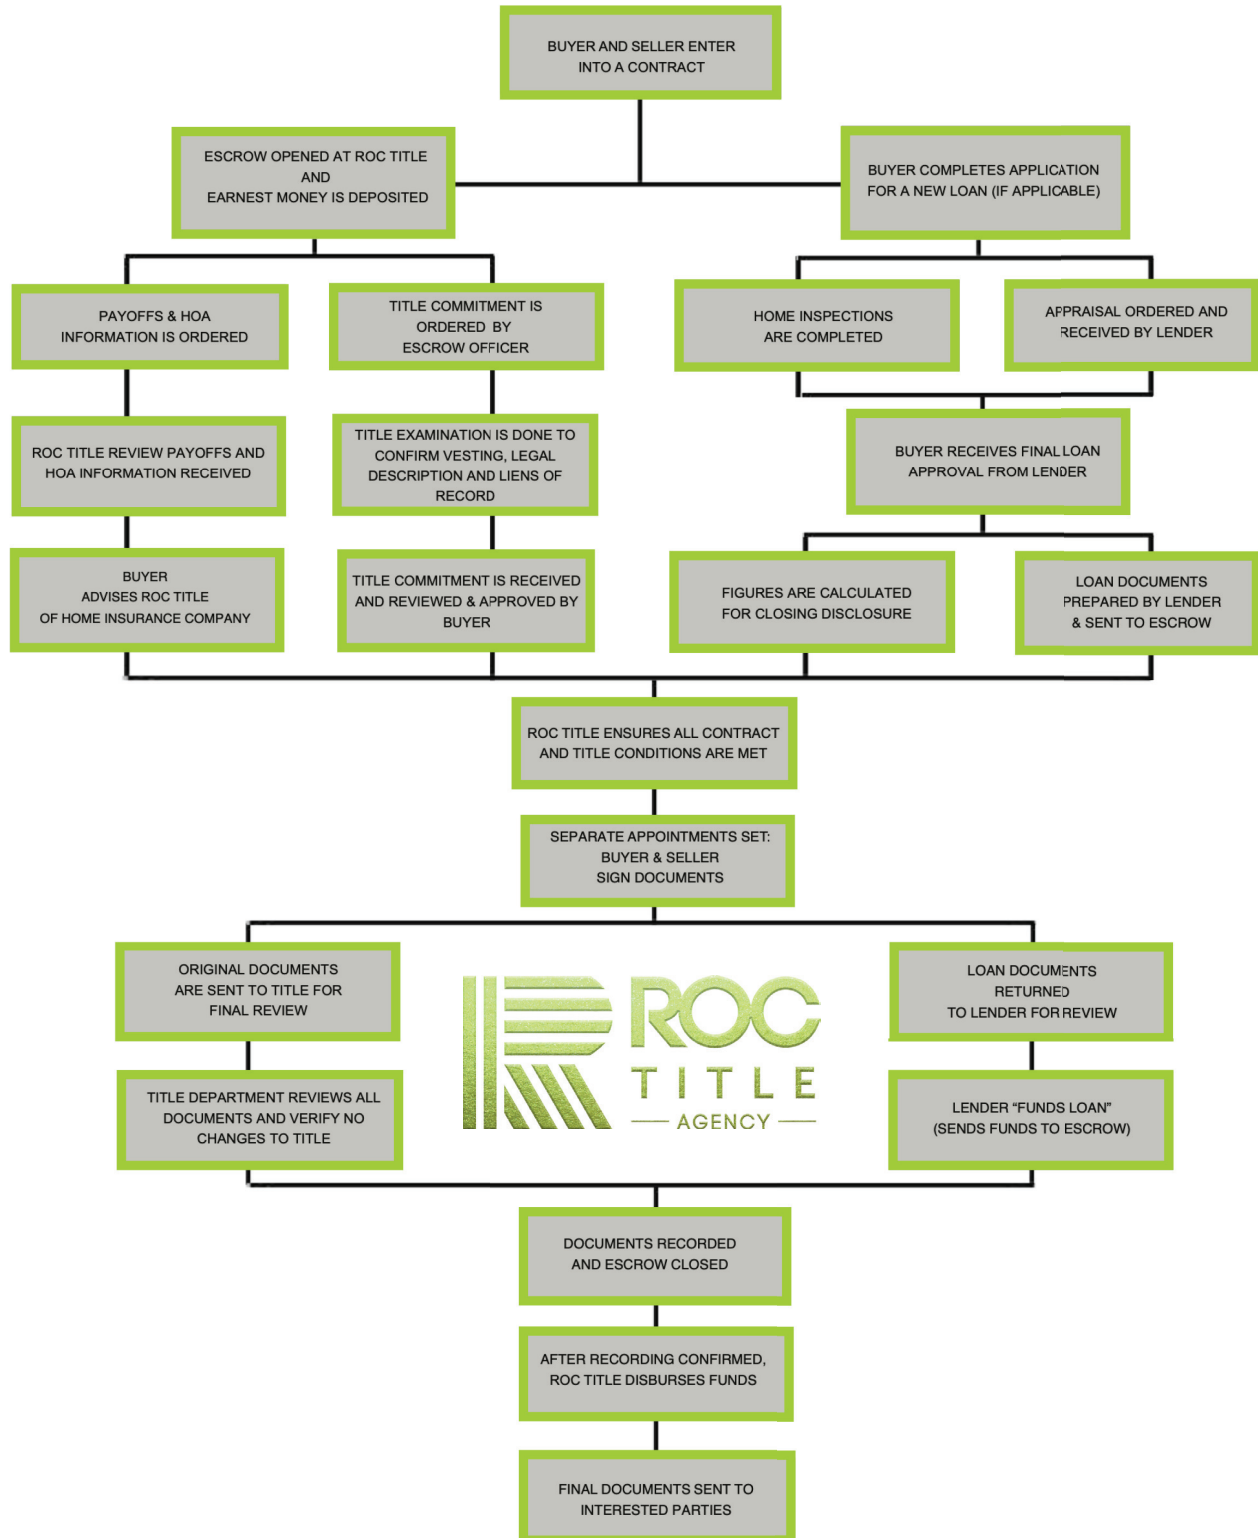 BUYER AND SELLER ENTER
INTO A CONTRACT
ESCROW OPENED AT ROC TITLE
AND
EARNEST MONEY IS DEPOSITED
BUYER COMPLETES APPLICATION
FOR A NEW LOAN (IF APPLICABLE)
PAYOFFS & HOA
INFORMATION IS ORDERED
TITLE COMMITMENT IS
ORDERED BY
ESCROW OFFICER
HOME INSPECTIONS
ARE COMPLETED
APPRAISAL ORDERED AND
RECEIVED BY LENDER
ROC TITLE REVIEW PAYOFFS AND
HOA INFORMATION RECEIVED
TITLE EXAMINATION IS DONE TO
CONFIRM VESTING, LEGAL
DESCRIPTION AND LIENS OF
RECORD
BUYER RECEIVES FINAL LOAN
APPROVAL FROM LENDER
BUYER
ADVISES ROC TITLE
OF HOME INSURANCE COMPANY
TITLE COMMITMENT IS RECEIVED
AND REVIEWED & APPROVED BY
BUYER
FIGURES ARE CALCULATED
FOR CLOSING DISCLOSURE
LOAN DOCUMENTS
PREPARED BY LENDER
& SENT TO ESCROW
ROC TITLE ENSURES ALL CONTRACT
AND TITLE CONDITIONS ARE MET
SEPARATE APPOINTMENTS SET:
BUYER & SELLER
SIGN DOCUMENTS
ORIGINAL DOCUMENTS
ARE SENT TO TITLE FOR
FINAL REVIEW
ROC
TITLE
AGENCY
LOAN DOCUMENTS
RETURNED
TO LENDER FOR REVIEW
TITLE DEPARTMENT REVIEWS ALL
DOCUMENTS AND VERIFY NO
CHANGES TO TITLE
LENDER “FUNDS LOAN”
(SENDS FUNDS TO ESCROW)
DOCUMENTS RECORDED
AND ESCROW CLOSED
AFTER RECORDING CONFIRMED,
ROC TITLE DISBURSES FUNDS
FINAL DOCUMENTS SENT TO
INTERESTED PARTIES